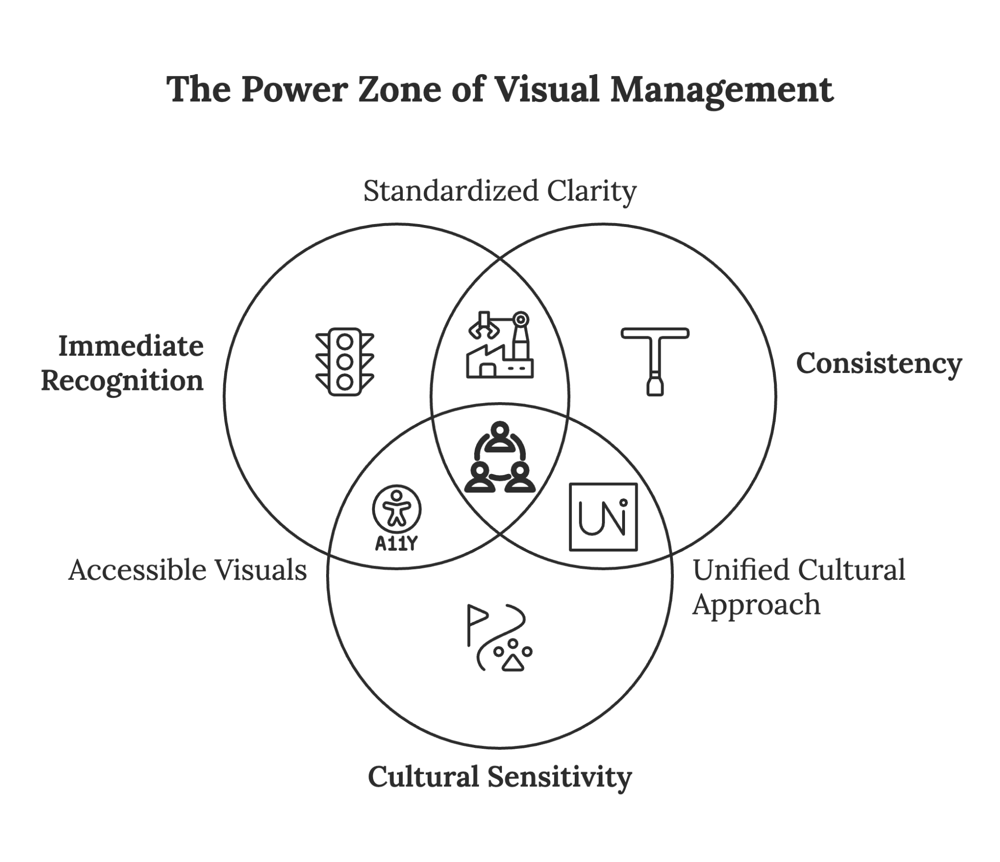 The Power Zone of Visual Management
Standardized Clarity
Immediate
Recognition
Consistency
A11Y
UNi
Accessible Visuals
Unified Cultural
Approach
Cultural Sensitivity